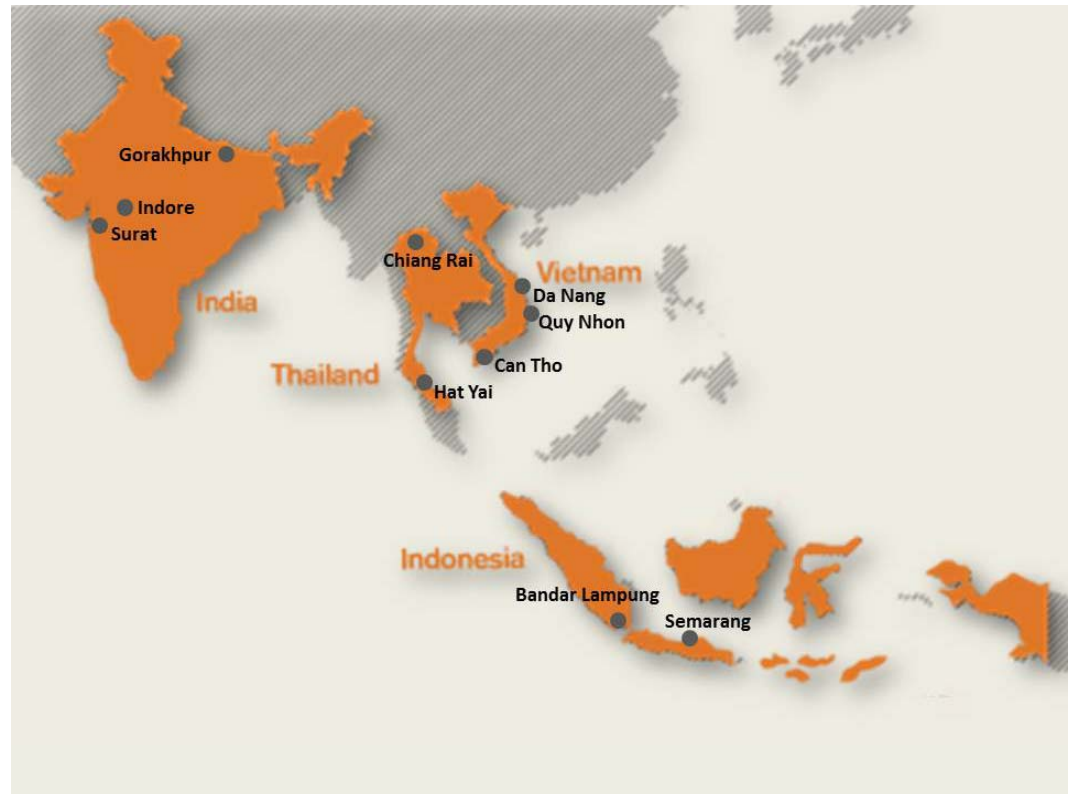 Gorakhpur
Indore
Surat
India
Chiang Rai
Vietnam
Da Nang
Quy Nhon
Can Tho
Thailand
Hat Yai
Indonesia
Bandar Lampung
Semarang